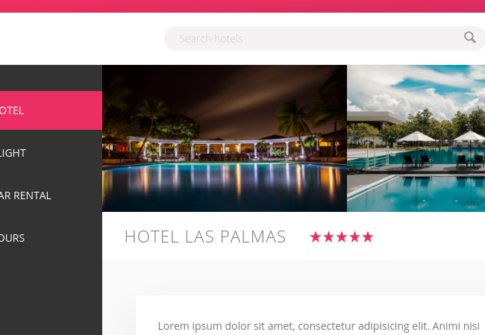 Search hotels
OTEL
LIGHT
AR RENTAL
OURS
HOTEL LAS PALMAS
Lorem ipsum dolor sit amet, consectetur adipisicing elit. Animi nisi